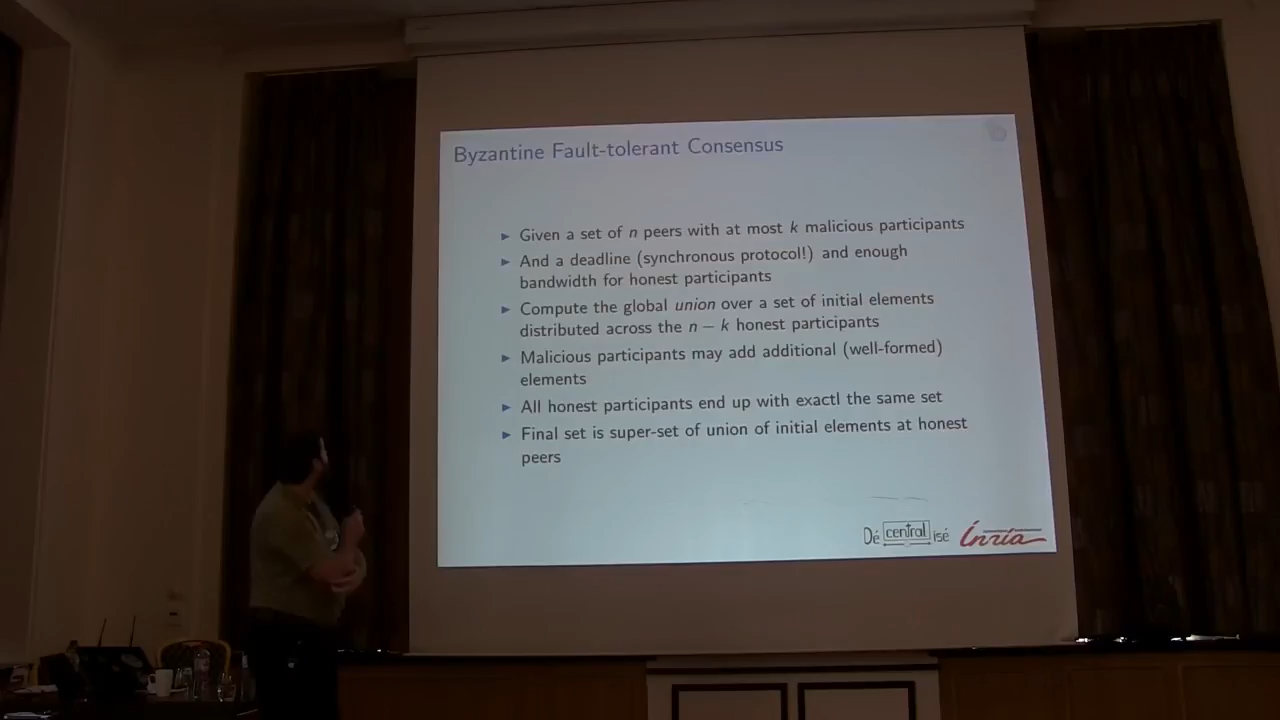 Byzantine Fault-tolerant Consensus
► Given a set of n peers with at most k malicious participants
► And a deadline (synchronous protocol!) and enough
bandwidth for honest participants
► Compute the global union over a set of initial elements
distributed across the n − k honest participants
► Malicious participants may add additional (well-formed)
elements
► All honest participants end up with exactl the same set
► Final set is super-set of union of initial elements at honest
peers
Dé central isé Inria